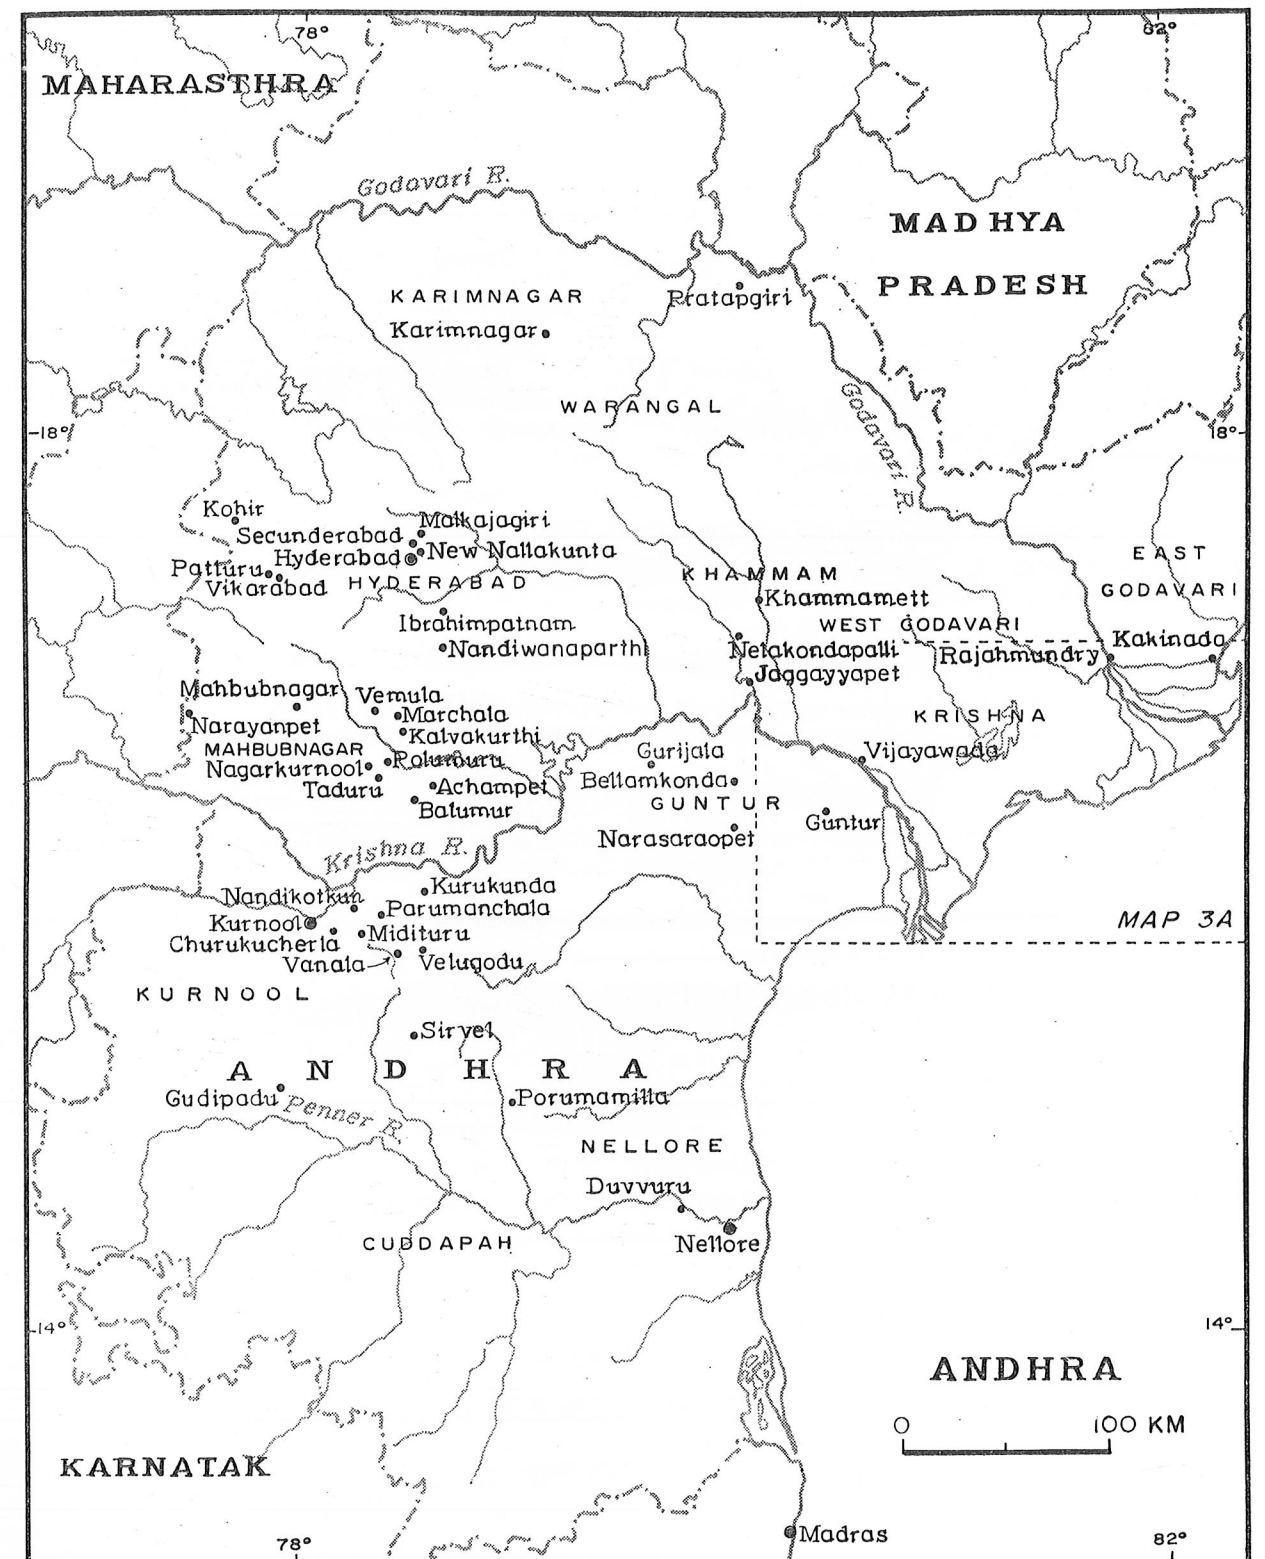 78°
82°
MAHARASTHRA
Godavari R.
MADHYA
PRADESH
KARIMNAGAR
Pratapgiri
Karimnagar
WARANGAL
Godavari R.
18°
18°
Kohir
Malkajagiri
Secunderabad
Hyderabad
New Nallakunta
Patturu
Vikarabad
HYDERABAD
EAST
GODAVARI
KHAMMAM
Khammamett
Ibrahimpatnam
WEST GODAVARI
Nandiwanaparthi
Nelakondapalli
Rajahmundry
Kakinada
Jaggayyapet
Mahbubnagar
Vemula
Narayanpet
Marchala
KRISHNA
Kalvakurthi
MAHBUBNAGAR
Gurijala
Vijayawada
Nagarkurnool
Polumuru
Taduru
Achampet
Bellamkonda
Balumur
GUNTUR
Guntur
Narasaraopet
Krishna R.
Nandikotkun
Kurukunda
Parumanchala
Kurnool
MAP 3A
Churukucherla
Midituru
Vanala
Velugodu
KURNOOL
Sirvel
ANDHRA
Gudipadu
Penner R.
Porumamilla
NELLORE
Duvvuru
CUDDAPAH
Nellore
14°
14°
ANDHRA
0 100 KM
KARNATAK
Madras
78°
82°